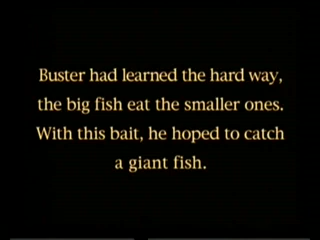 Buster had learned the hard way,
the big fish eat the smaller ones.
With this bait, he hoped to catch
a giant fish.